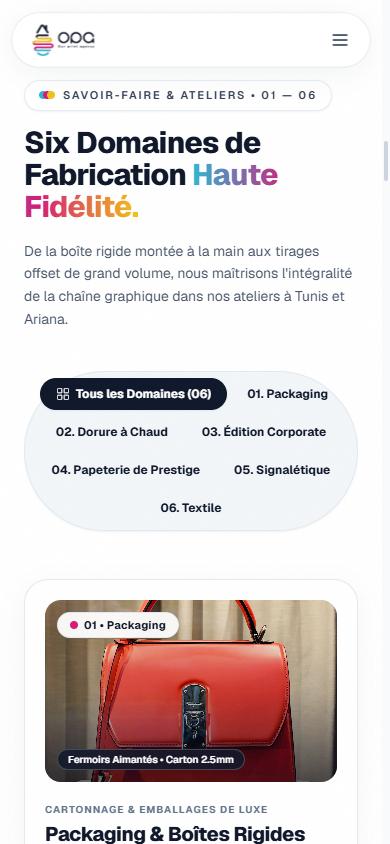 opa
Our print agence
SAVOIR-FAIRE & ATELIERS • 01 — 06
Six Domaines de
Fabrication Haute
Fidélité.
De la boîte rigide montée à la main aux tirages
offset de grand volume, nous maîtrisons l'intégralité
de la chaîne graphique dans nos ateliers à Tunis et
Ariana.
Tous les Domaines (06)
01. Packaging
02. Dorure à Chaud
03. Édition Corporate
04. Papeterie de Prestige
05. Signalétique
06. Textile
01 • Packaging
Fermoirs Aimantés • Carton 2.5mm
CARTONNAGE & EMBALLAGES DE LUXE
Packaging & Boîtes Rigides